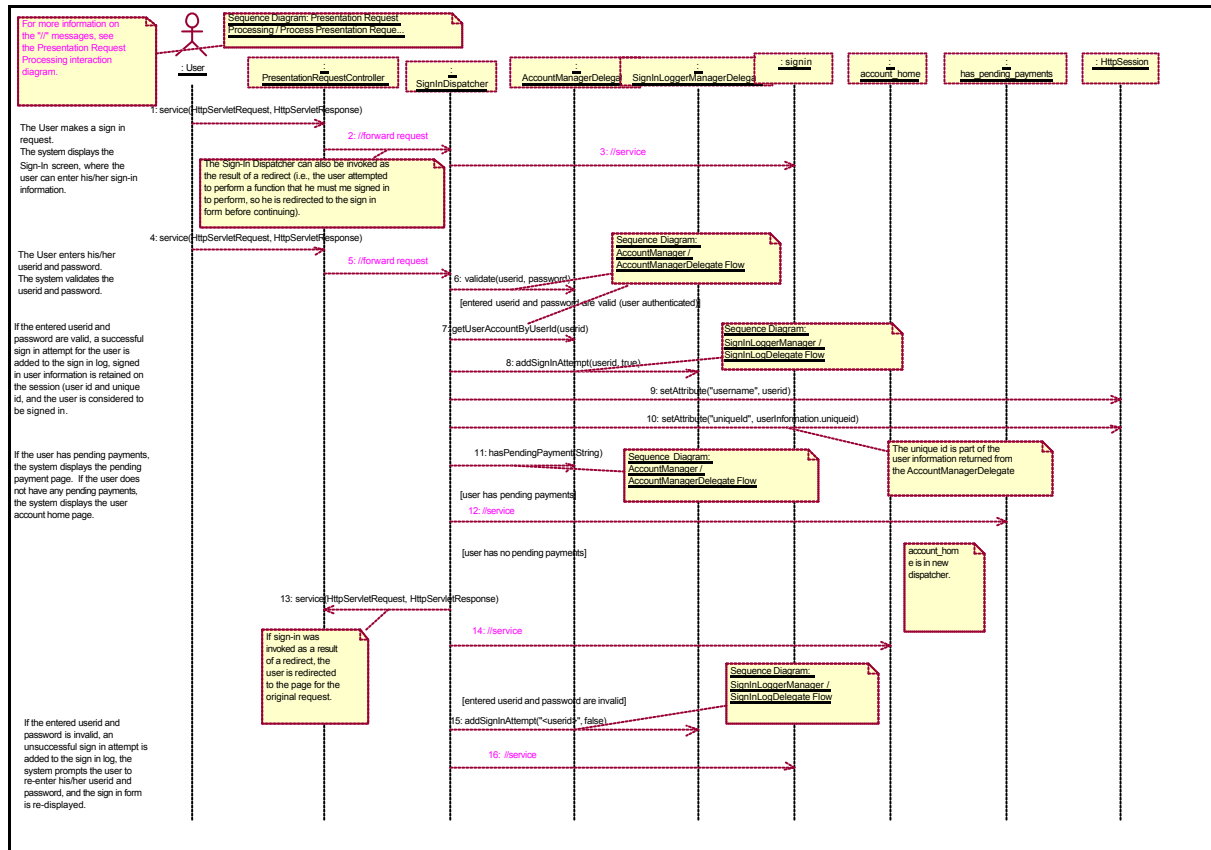 For more information on
the "//" messages, see
the Presentation Request
Processing interaction
diagram.
Sequence Diagram: Presentation Request
Processing / Process Presentation Reque...
: User
:
PresentationRequestController
:
SignInDispatcher
:
AccountManagerDelega
:
SignInLoggerManagerDelega
: signin
:
account_home
:
has_pending_payments
: HttpSession
1: service(HttpServletRequest, HttpServletResponse)
The User makes a sign in
request.
The system displays the
Sign-In screen, where the
user can enter his/her sign-in
information.
2: //forward request
3: //service
The Sign-In Dispatcher can also be invoked as
the result of a redirect (i.e., the user attempted
to perform a function that he must me signed in
to perform, so he is redirected to the sign in
form before continuing).
4: service(HttpServletRequest, HttpServletResponse)
The User enters his/her
userid and password.
The system validates the
userid and password.
5: //forward request
Sequence Diagram:
AccountManager /
AccountManagerDelegate Flow
6: validate(userid, password)
[entered userid and password are valid (user authenticated)]
If the entered userid and
password are valid, a successful
sign in attempt for the user is
added to the sign in log, signed
in user information is retained on
the session (user id and unique
id, and the user is considered to
be signed in.
7: getUserAccountByUserId(userid)
Sequence Diagram:
SignInLoggerManager /
SignInLogDelegate Flow
8: addSignInAttempt(userid, true)
9: setAttribute("username", userid)
10: setAttribute("uniqueId", userInformation.uniqueid)
The unique id is part of the
user information returned from
the AccountManagerDelegate
If the user has pending payments,
the system displays the pending
payment page. If the user does
not have any pending payments,
the system displays the user
account home page.
11: hasPendingPayment(String)
Sequence Diagram:
AccountManager /
AccountManagerDelegate Flow
[user has pending payments]
12: //service
[user has no pending payments]
account_hom
e is in new
dispatcher.
13: service(HttpServletRequest, HttpServletResponse)
If sign-in was
invoked as a result
of a redirect, the
user is redirected
to the page for the
original request.
14: //service
Sequence Diagram:
SignInLoggerManager /
SignInLogDelegate Flow
[entered userid and password are invalid]
15: addSignInAttempt("<userid>", false)
If the entered userid and
password is invalid, an
unsuccessful sign in attempt is
added to the sign in log, the
system prompts the user to
re-enter his/her userid and
password, and the sign in form
is re-displayed.
16: //service